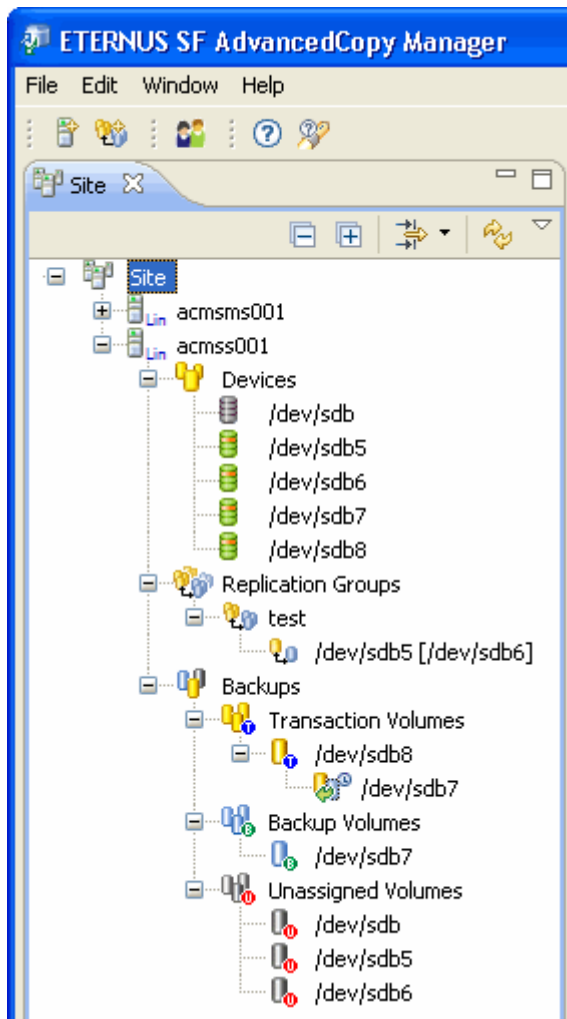 ETERNUS SF AdvancedCopy Manager
File Edit Window Help
Site
Site
Lin acmsms001
Lin acmss001
Devices
/dev/sdb
/dev/sdb5
/dev/sdb6
/dev/sdb7
/dev/sdb8
Replication Groups
test
/dev/sdb5 [/dev/sdb6]
Backups
T Transaction Volumes
T /dev/sdb8
/dev/sdb7
B Backup Volumes
B /dev/sdb7
U Unassigned Volumes
U /dev/sdb
U /dev/sdb5
U /dev/sdb6